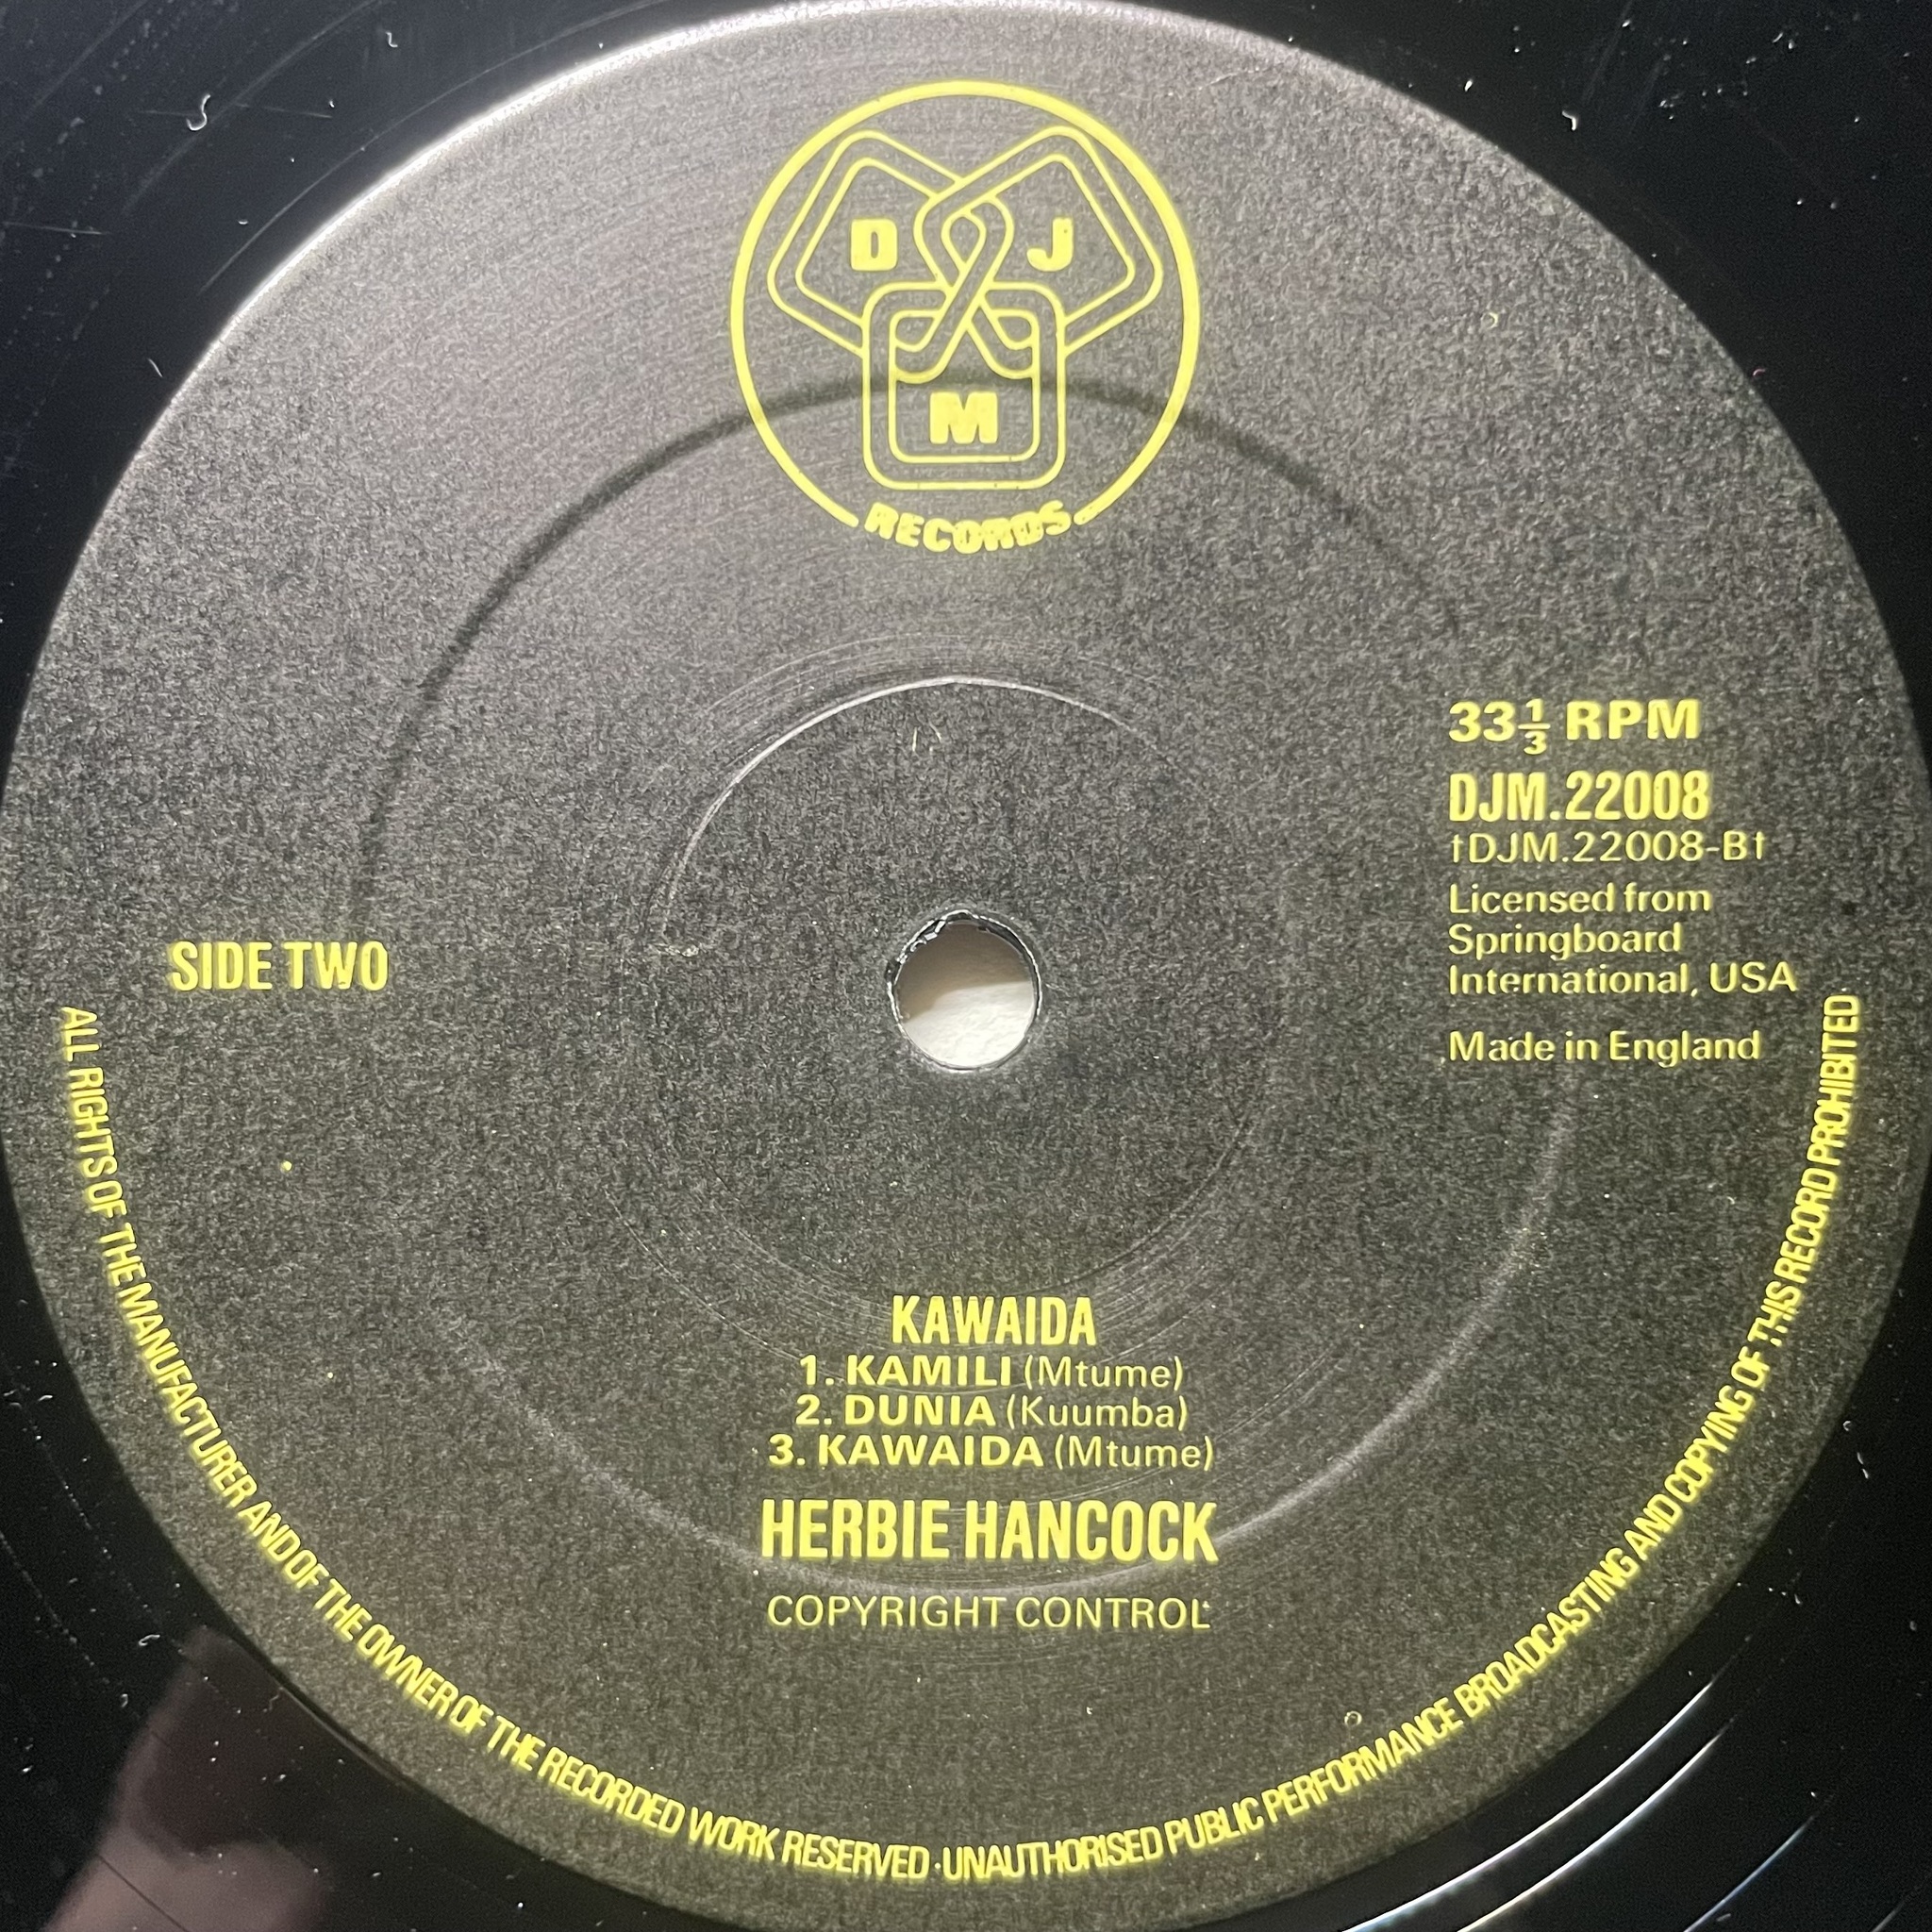 D J
M
RECORDS
33⅓ RPM
DJM.22008
†DJM.22008-B†
Licensed from
Springboard
International, USA
Made in England
SIDE TWO
KAWAIDA
1. KAMILI (Mtume)
2. DUNIA (Kuumba)
3. KAWAIDA (Mtume)
HERBIE HANCOCK
COPYRIGHT CONTROL
ALL RIGHTS OF THE MANUFACTURER AND OF THE OWNER OF THE RECORDED WORK RESERVED · UNAUTHORISED PUBLIC PERFORMANCE BROADCASTING AND COPYING OF THIS RECORD PROHIBITED